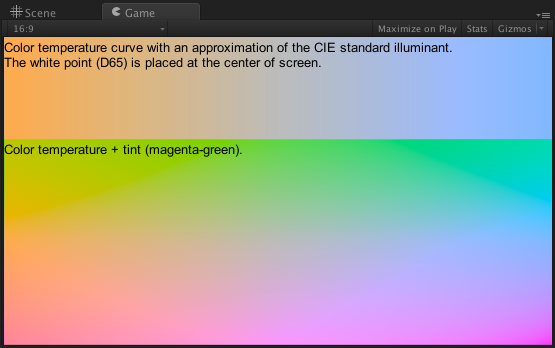 Scene
Game
16:9
Maximize on Play
Stats
Gizmos
Color temperature curve with an approximation of the CIE standard illuminant.
The white point (D65) is placed at the center of screen.
Color temperature + tint (magenta-green).